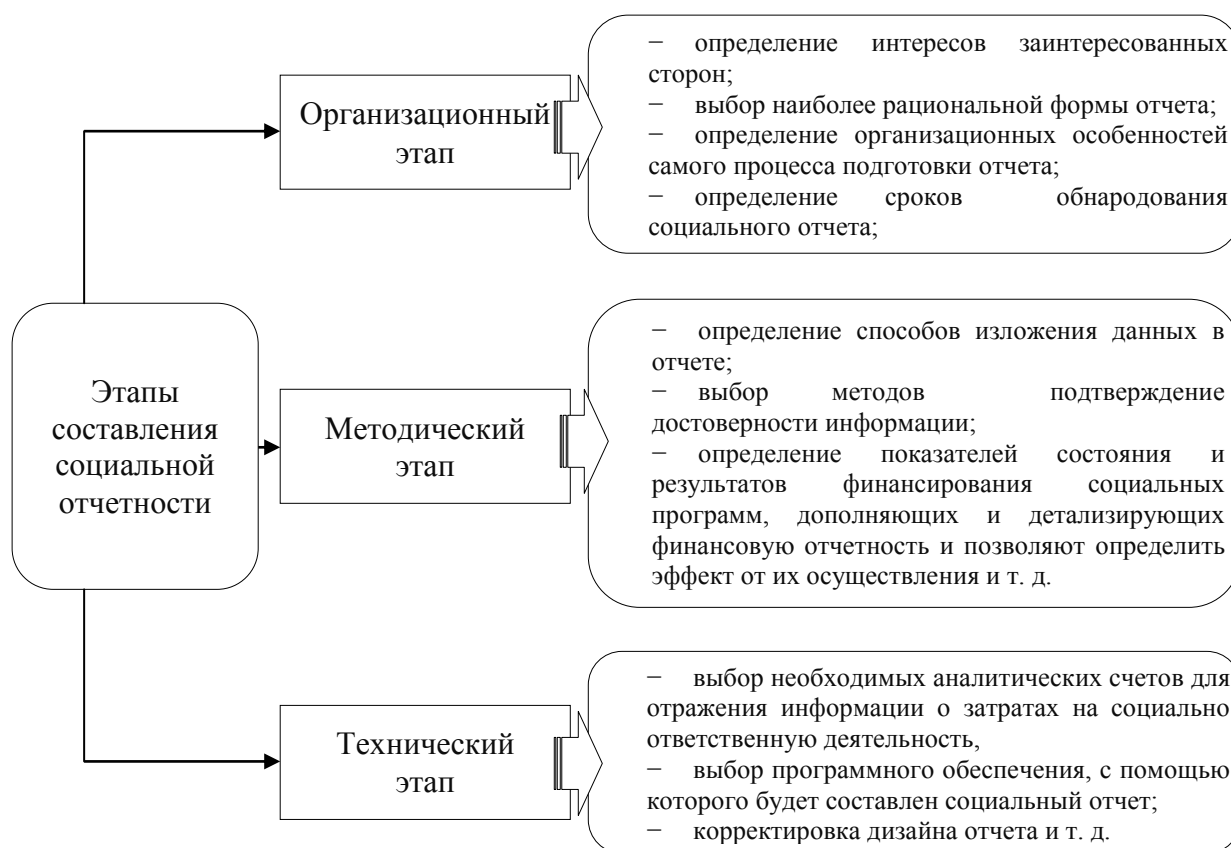 Этапы
составления
социальной
отчетности
Организационный
этап
− определение интересов заинтересованных
сторон;
− выбор наиболее рациональной формы отчета;
− определение организационных особенностей
самого процесса подготовки отчета;
− определение сроков обнародования
социального отчета;
Методический
этап
− определение способов изложения данных в
отчете;
− выбор методов подтверждение
достоверности информации;
− определение показателей состояния и
результатов финансирования социальных
программ, дополняющих и детализирующих
финансовую отчетность и позволяют определить
эффект от их осуществления и т. д.
Технический
этап
− выбор необходимых аналитических счетов для
отражения информации о затратах на социально
ответственную деятельность,
− выбор программного обеспечения, с помощью
которого будет составлен социальный отчет;
− корректировка дизайна отчета и т. д.